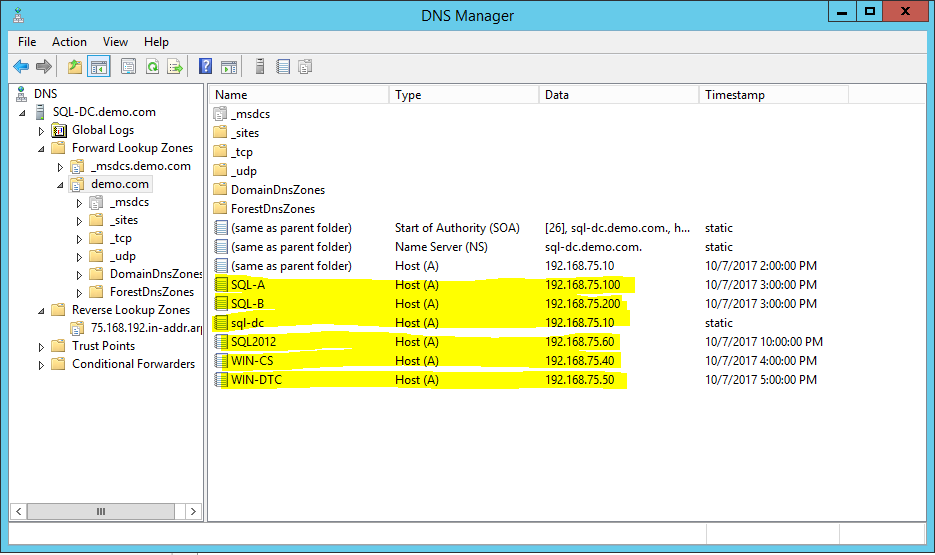 DNS Manager
File Action View Help
DNS
SQL-DC.demo.com
Global Logs
Forward Lookup Zones
_msdcs.demo.com
demo.com
_msdcs
_sites
_tcp
_udp
DomainDnsZones
ForestDnsZones
Reverse Lookup Zones
75.168.192.in-addr.arp
Trust Points
Conditional Forwarders
Name Type Data Timestamp
_msdcs
_sites
_tcp
_udp
DomainDnsZones
ForestDnsZones
(same as parent folder) Start of Authority (SOA) [26], sql-dc.demo.com., h... static
(same as parent folder) Name Server (NS) sql-dc.demo.com. static
(same as parent folder) Host (A) 192.168.75.10 10/7/2017 2:00:00 PM
SQL-A Host (A) 192.168.75.100 10/7/2017 3:00:00 PM
SQL-B Host (A) 192.168.75.200 10/7/2017 3:00:00 PM
sql-dc Host (A) 192.168.75.10 static
SQL2012 Host (A) 192.168.75.60 10/7/2017 10:00:00 PM
WIN-CS Host (A) 192.168.75.40 10/7/2017 4:00:00 PM
WIN-DTC Host (A) 192.168.75.50 10/7/2017 5:00:00 PM